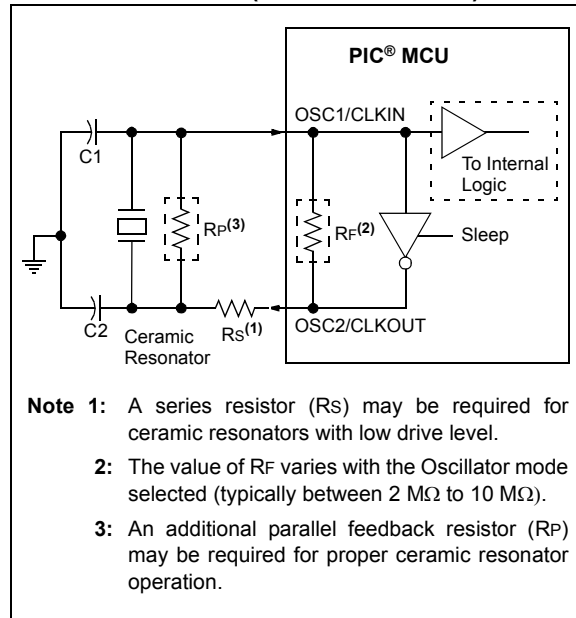 PIC® MCU
OSC1/CLKIN
C1
To Internal
Logic
RP(3)
RF(2)
Sleep
C2
Ceramic
Resonator
RS(1)
OSC2/CLKOUT
Note 1: A series resistor (RS) may be required for
ceramic resonators with low drive level.
2: The value of RF varies with the Oscillator mode
selected (typically between 2 MΩ to 10 MΩ).
3: An additional parallel feedback resistor (RP)
may be required for proper ceramic resonator
operation.